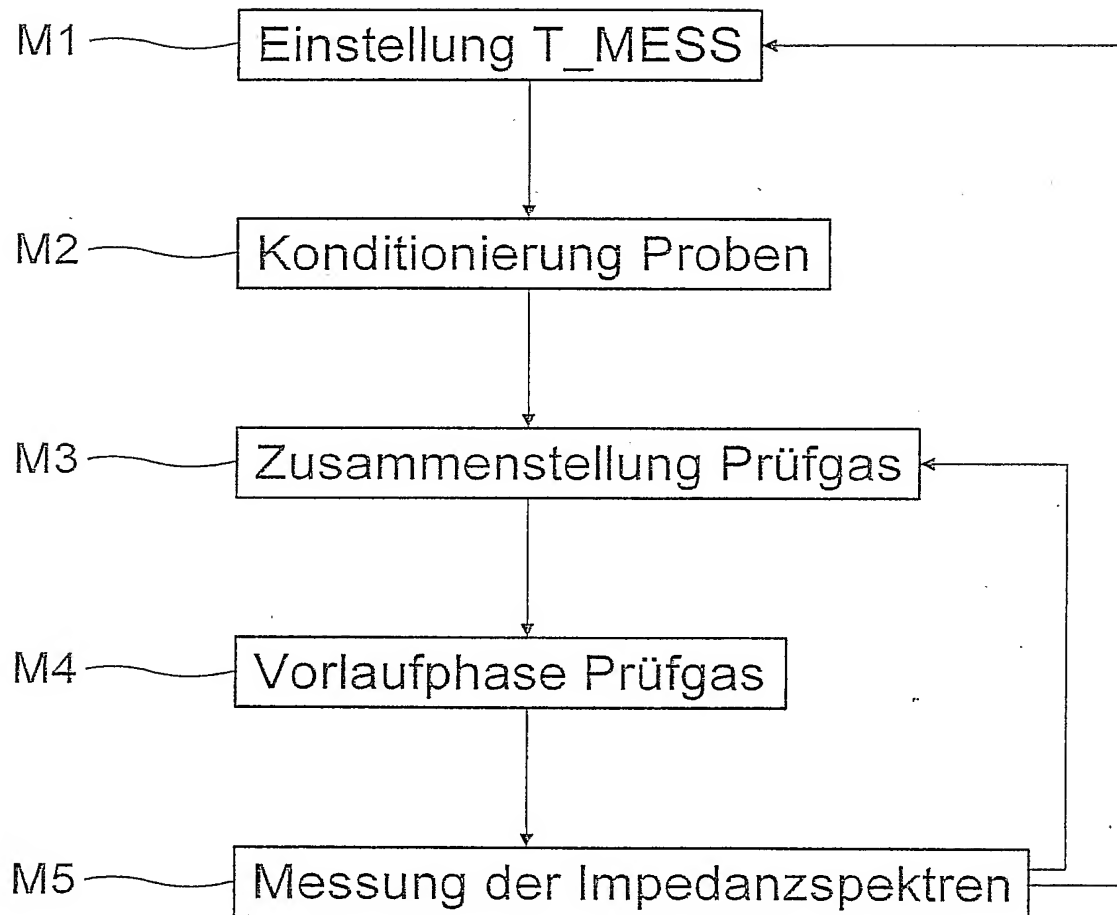 M1 Einstellung T_MESS
M2 Konditionierung Proben
M3 Zusammenstellung Prüfgas
M4 Vorlaufphase Prüfgas
M5 Messung der Impedanzspektren